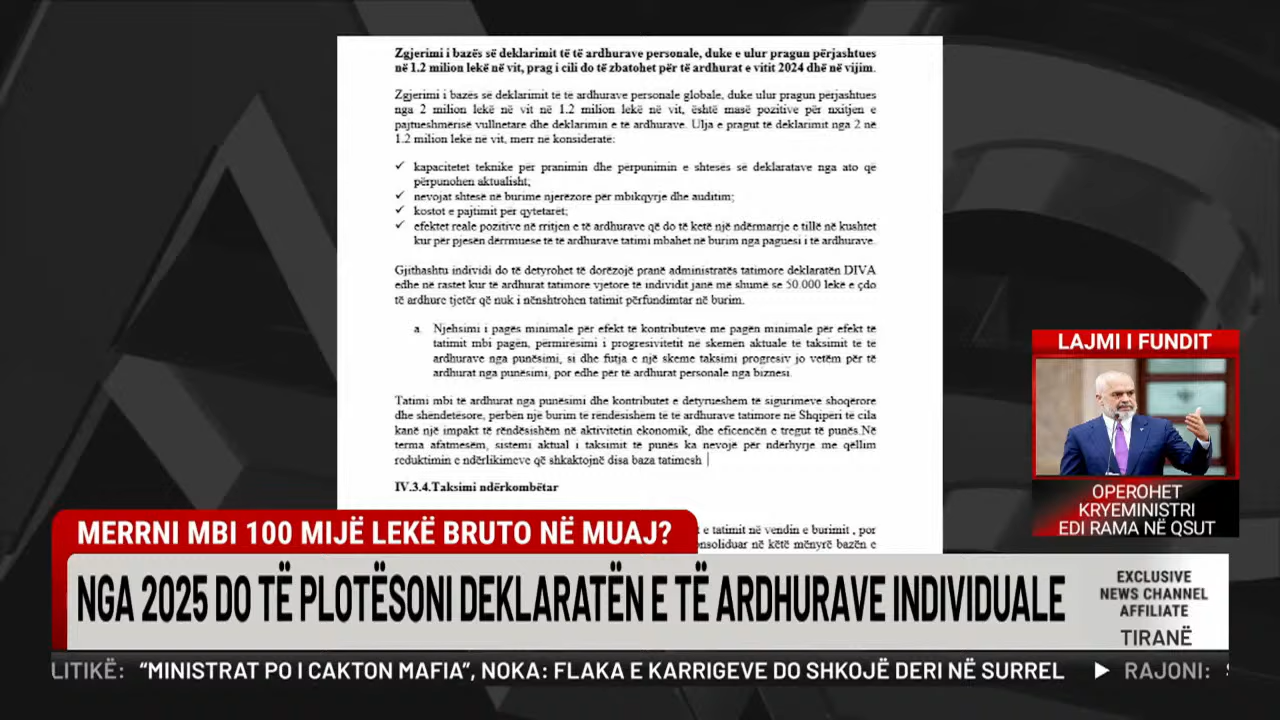 Zgjerimi i bazës së deklarimit të të ardhurave personale, duke e ulur pragun përjashtues
në 1.2 milion lekë në vit, prag i cili do të zbatohet për të ardhurat e vitit 2024 dhë në vijim.
Zgjerimi i bazës së deklarimit të të ardhurave personale globale, duke ulur pragun përjashtues
nga 2 milion lekë në vit në 1.2 milion lekë në vit, është masë pozitive për nxitjen e
pajtueshmërisë vullnetare dhe deklarimin e të ardhurave. Ulja e pragut të deklarimit nga 2 në
1.2 milion lekë në vit, merr në konsideratë:
✓ kapacitetet teknike për pranimin dhe përpunimin e shtesës së deklaratave nga ato që
përpunohen aktualisht;
✓ nevojat shtesë në burime njerëzore për mbikqyrje dhe auditim;
✓ kostot e pajtimit për qytetarët;
✓ efektet reale pozitive në rritjen e të ardhurave që do të ketë një ndërmarrje e tillë në kushtet
kur për pjesën dërrmuese të të ardhurave tatimi mbahet në burim nga paguesi i të ardhurave.
Gjithashtu individi do të detyrohet të dorëzojë pranë administratës tatimore deklaratën DIVA
edhe në rastet kur të ardhurat tatimore vjetore të individit janë më shumë se 50.000 lekë e çdo
të ardhure tjetër që nuk i nënshtrohen tatimit përfundimtar në burim.
a. Njehsimi i pagës minimale për efekt të kontributeve me pagën minimale për efekt të
tatimit mbi pagën, përmirësimi i progresivitetit në skemën aktuale të taksimit të të
ardhurave nga punësimi, si dhe futja e një skeme taksimi progresiv jo vetëm për të
ardhurat nga punësimi, por edhe për të ardhurat personale nga biznesi.
Tatimi mbi të ardhurat nga punësimi dhe kontributet e detyrueshem të sigurimeve shoqërore
dhe shëndetësore, përbën një burim të rëndësishëm të të ardhurave tatimore në Shqipëri të cila
kanë një impakt të rëndësishëm në aktivitetin ekonomik, dhe eficencën e tregut të punës.Në
terma afatmesëm, sistemi aktual i taksimit të punës ka nevojë për ndërhyrje me qëllim
reduktimin e ndërlikimeve që shkaktojnë disa baza tatimesh
IV.3.4.Taksimi ndërkombëtar
e tatimit në vendin e burimit , por
onsoliduar në këtë mënyrë bazën e
LAJMI I FUNDIT
OPEROHET
KRYEMINISTRI
EDI RAMA NË QSUT
MERRNI MBI 100 MIJË LEKË BRUTO NË MUAJ?
NGA 2025 DO TË PLOTËSONI DEKLARATËN E TË ARDHURAVE INDIVIDUALE
EXCLUSIVE
NEWS CHANNEL
AFFILIATE
TIRANË
LITIKË: “MINISTRAT PO I CAKTON MAFIA”, NOKA: FLAKA E KARRIGEVE DO SHKOJË DERI NË SURREL ▶ RAJONI: